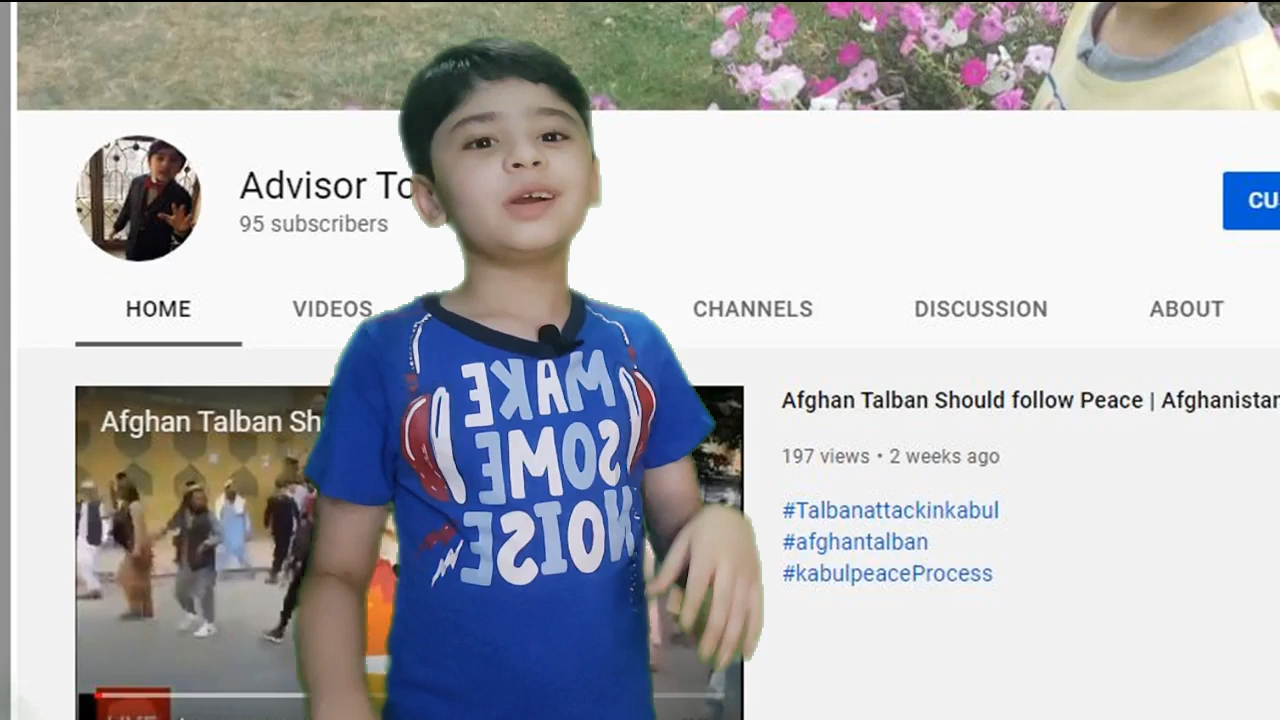 Advisor To
95 subscribers
CU
HOME
VIDEOS
CHANNELS
DISCUSSION
ABOUT
Afghan Talban Sh
Afghan Talban Should follow Peace | Afghanistan
197 views • 2 weeks ago
#Talbanattackinkabul
#afghantalban
#kabulpeaceProcess
MAKE
SOME
NOISE
LIVE